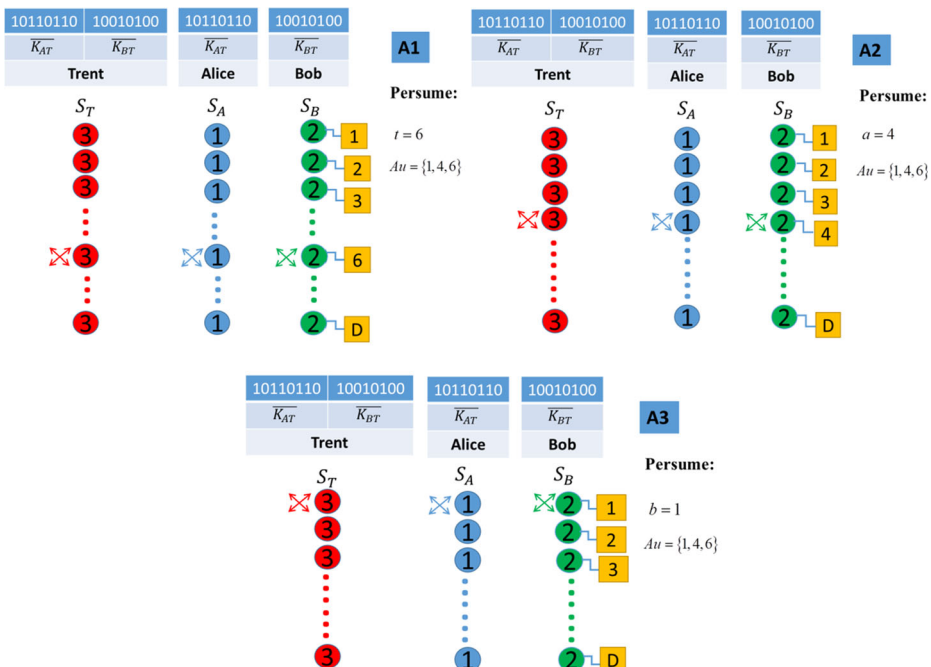 10110110 10010100 10110110 10010100
K_AT K_BT K_AT K_BT
Trent Alice Bob
A1
Persume:
S_T S_A S_B
t = 6
Au = {1,4,6}
3 1 2 1
3 1 2 2
3 1 2 3
3 1 2 6
3 1 2 D
10110110 10010100 10110110 10010100
K_AT K_BT K_AT K_BT
Trent Alice Bob
A2
Persume:
S_T S_A S_B
a = 4
Au = {1,4,6}
3 1 2 1
3 1 2 2
3 1 2 3
3 1 2 4
3 1 2 D
10110110 10010100 10110110 10010100
K_AT K_BT K_AT K_BT
Trent Alice Bob
A3
Persume:
S_T S_A S_B
b = 1
Au = {1,4,6}
3 1 2 1
3 1 2 2
3 1 2 3
3 1 2 D